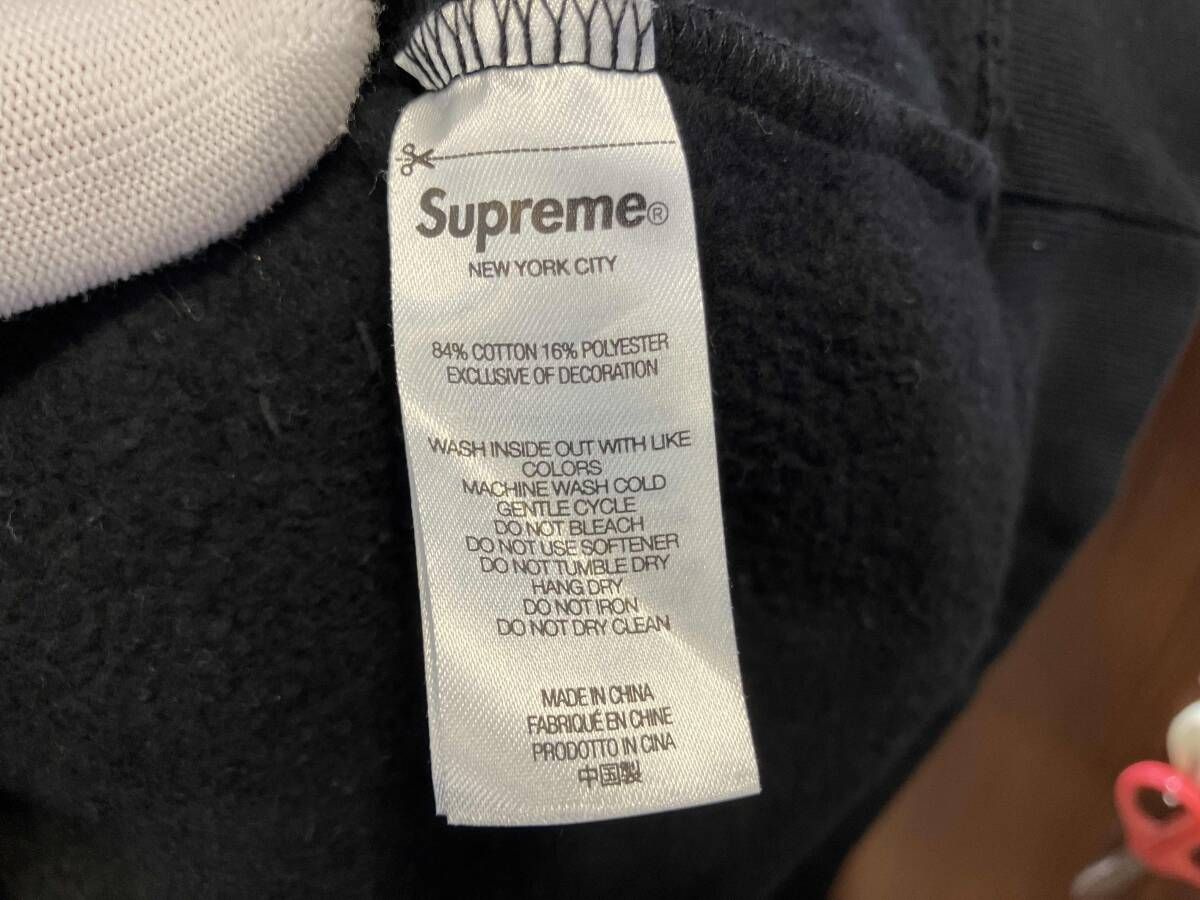 Supreme®
NEW YORK CITY
84% COTTON 16% POLYESTER
EXCLUSIVE OF DECORATION
WASH INSIDE OUT WITH LIKE
COLORS
MACHINE WASH COLD
GENTLE CYCLE
DO NOT BLEACH
DO NOT USE SOFTENER
DO NOT TUMBLE DRY
HANG DRY
DO NOT IRON
DO NOT DRY CLEAN
MADE IN CHINA
FABRIQUÉ EN CHINE
PRODOTTO IN CINA
中国製